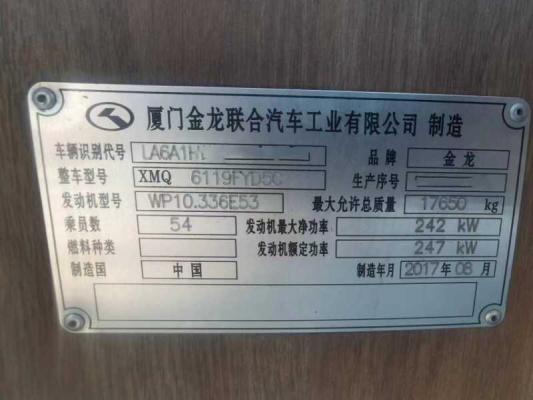 厦门金龙联合汽车工业有限公司 制造
车辆识别代号 LA6A1H 品牌 金龙
整车型号 XMQ 6119FYD5C 生产序号
发动机型号 WP10.336E53 最大允许总质量 17650 kg
乘员数 54 发动机最大净功率 242 kW
燃料种类 发动机额定功率 247 kW
制造国 中国 制造年月 2017年08月